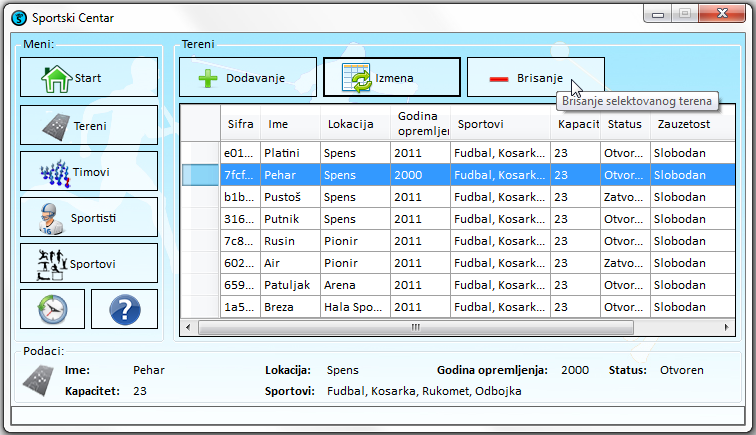 Sportski Centar
Meni:
Start
Tereni
Timovi
Sportisti
Sportovi
Tereni
Dodavanje
Izmena
Brisanje
Brisanje selektovanog terena
Sifra Ime Lokacija Godina opremljer Sportovi Kapacit Status Zauzetost
e01... Platini Spens 2011 Fudbal, Kosark... 23 Otvor... Slobodan
7fcf... Pehar Spens 2000 Fudbal, Kosark... 23 Otvor... Slobodan
b1b... Pustoš Spens 2011 Fudbal, Kosark... 23 Zatvo... Slobodan
316... Putnik Spens 2011 Fudbal, Kosark... 23 Otvor... Slobodan
7c8... Rusin Pionir 2011 Fudbal, Kosark... 23 Otvor... Slobodan
602... Air Pionir 2011 Fudbal, Kosark... 23 Zatvo... Slobodan
659... Patuljak Arena 2011 Fudbal, Kosark... 23 Otvor... Slobodan
1a5... Breza Hala Spo... 2011 Fudbal, Kosark... 23 Otvor... Slobodan
Podaci:
Ime: Pehar Lokacija: Spens Godina opremljenja: 2000 Status: Otvoren
Kapacitet: 23 Sportovi: Fudbal, Kosarka, Rukomet, Odbojka